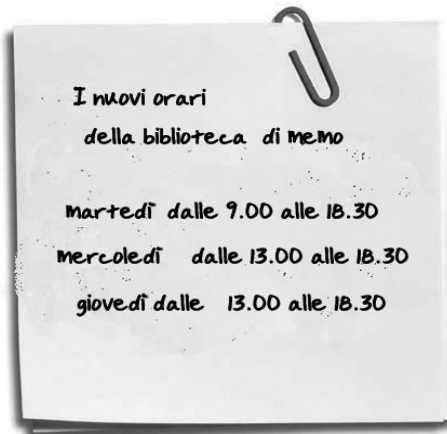 I nuovi orari
della biblioteca di memo
martedì dalle 9.00 alle 18.30
mercoledì dalle 13.00 alle 18.30
giovedì dalle 13.00 alle 18.30